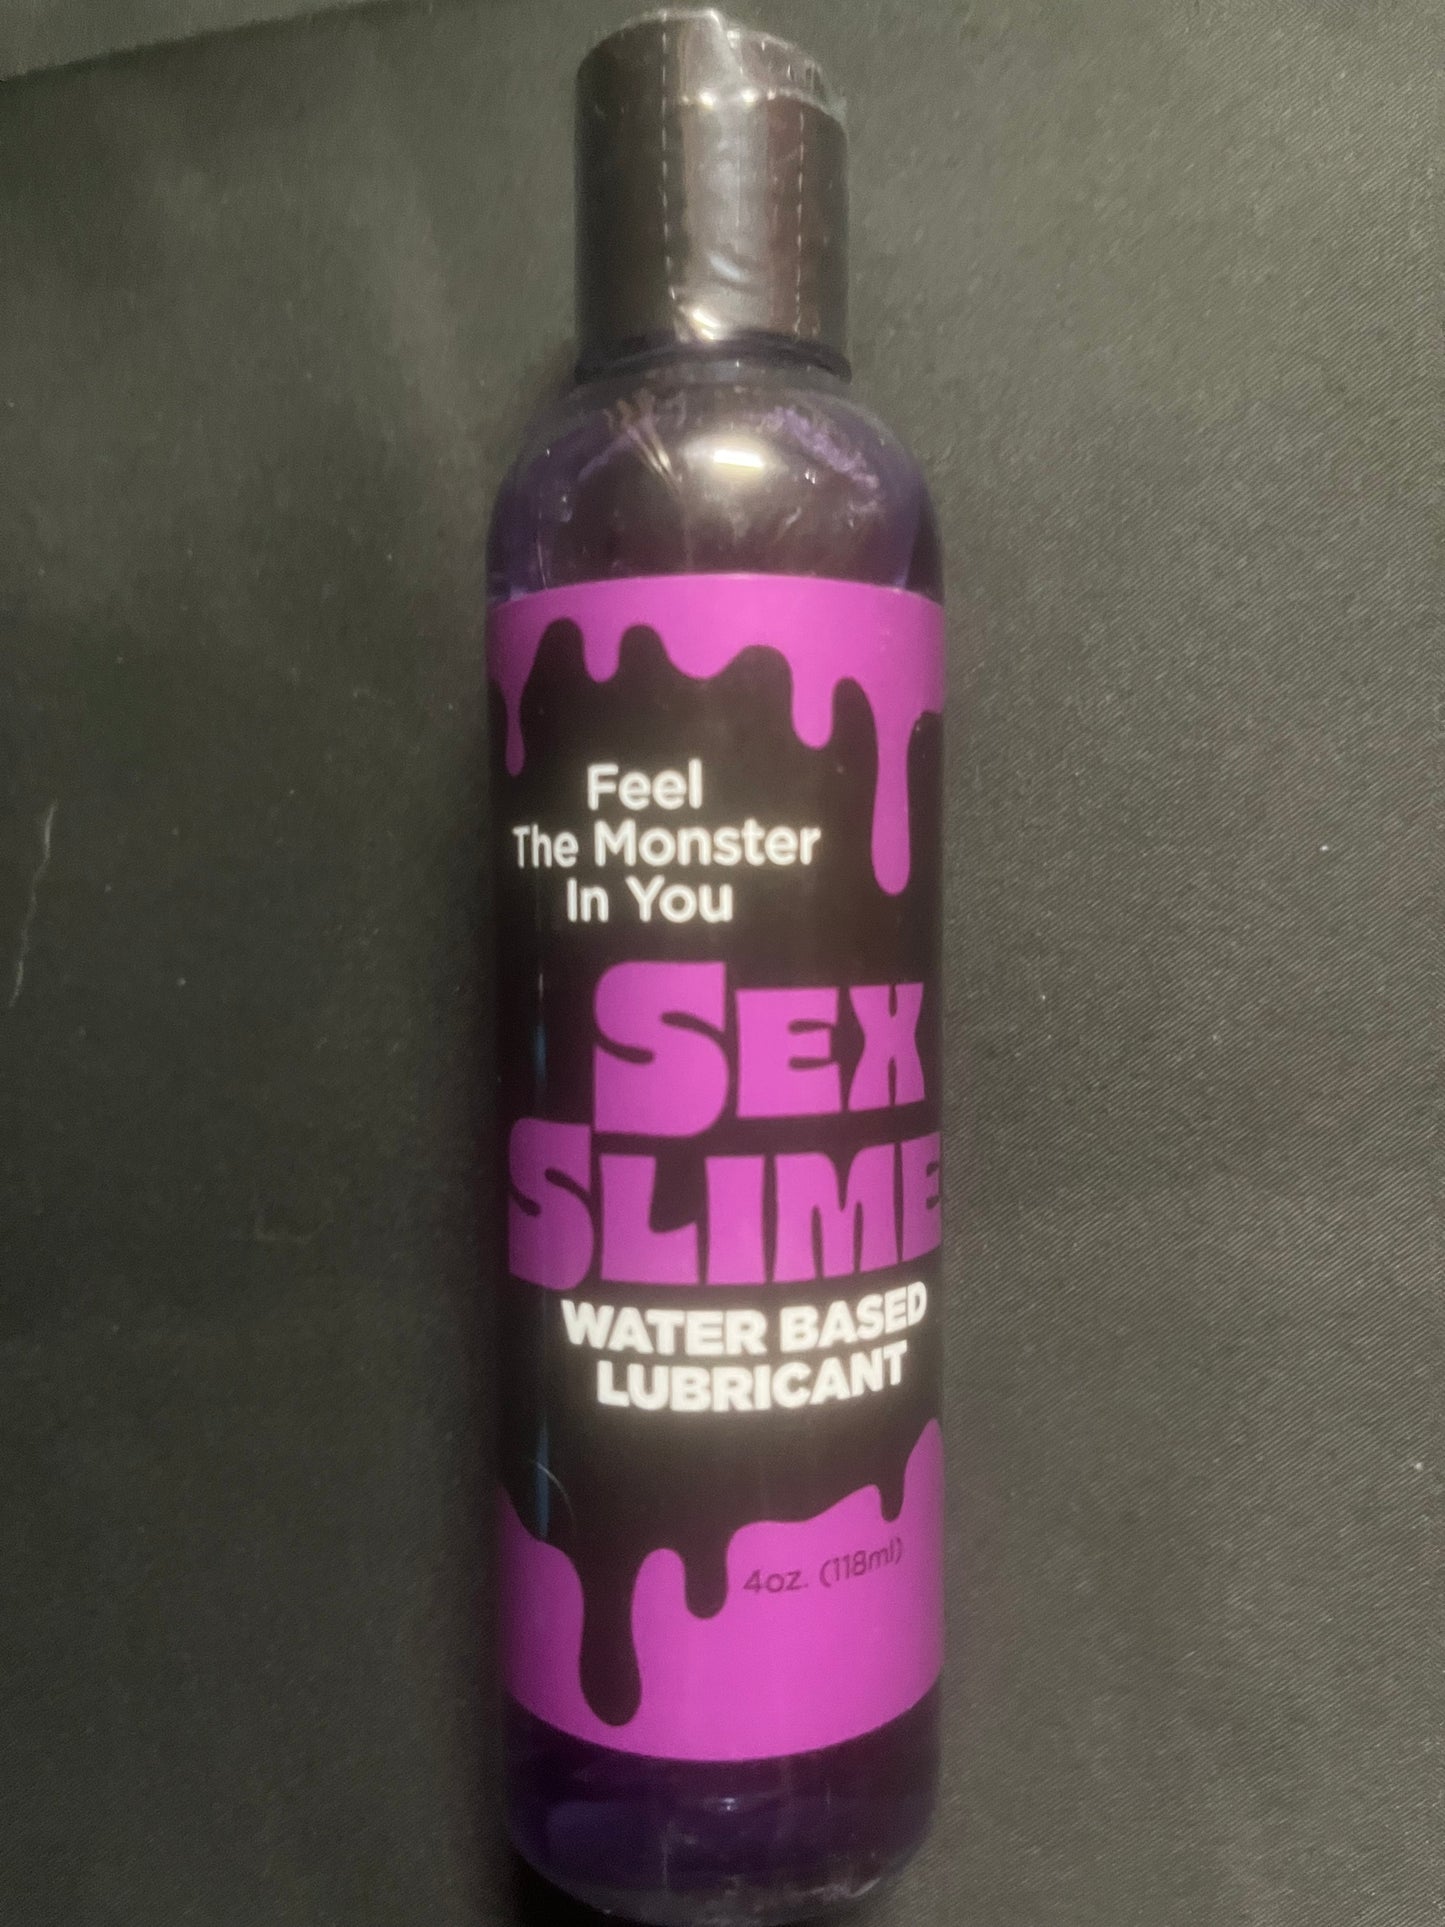 Feel
The Monster
In You
SEX
SLIME
WATER BASED
LUBRICANT
4oz. (118ml)